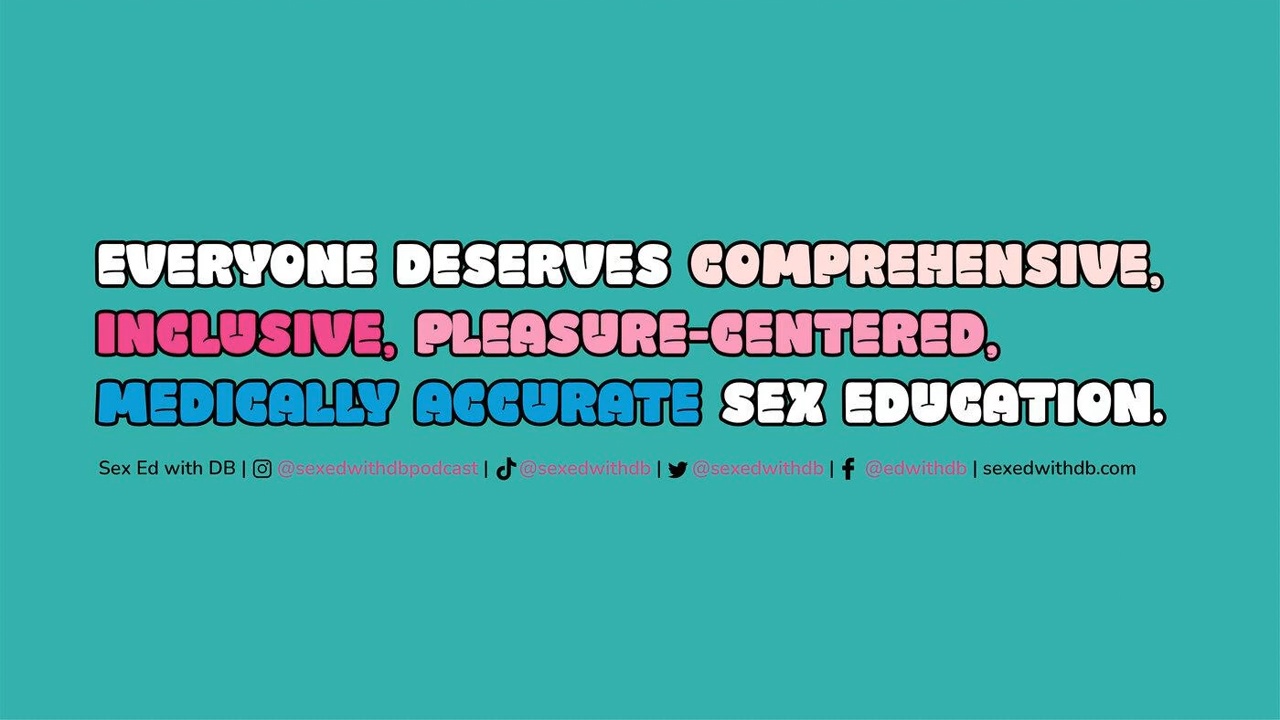 EVERYONE DESERVES COMPREHENSIVE,
INCLUSIVE, PLEASURE-CENTERED,
MEDICALLY ACCURATE SEX EDUCATION.
Sex Ed with DB | @sexedwithdbpodcast | @sexedwithdb | @sexedwithdb | @edwithdb | sexedwithdb.com